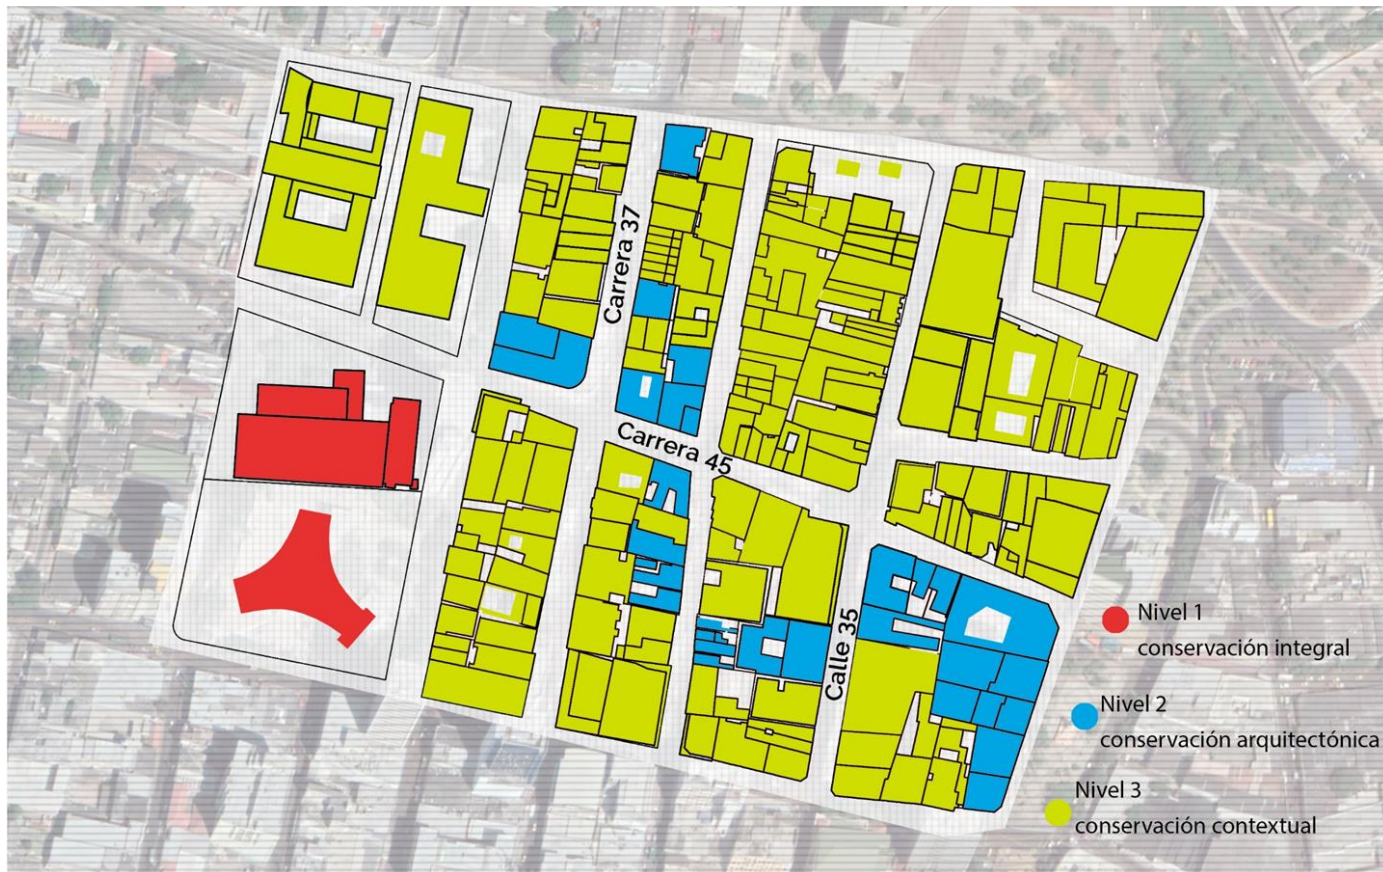 Carrera 37
Carrera 45
Calle 35
Nivel 1
conservación integral
Nivel 2
conservación arquitectónica
Nivel 3
conservación contextual